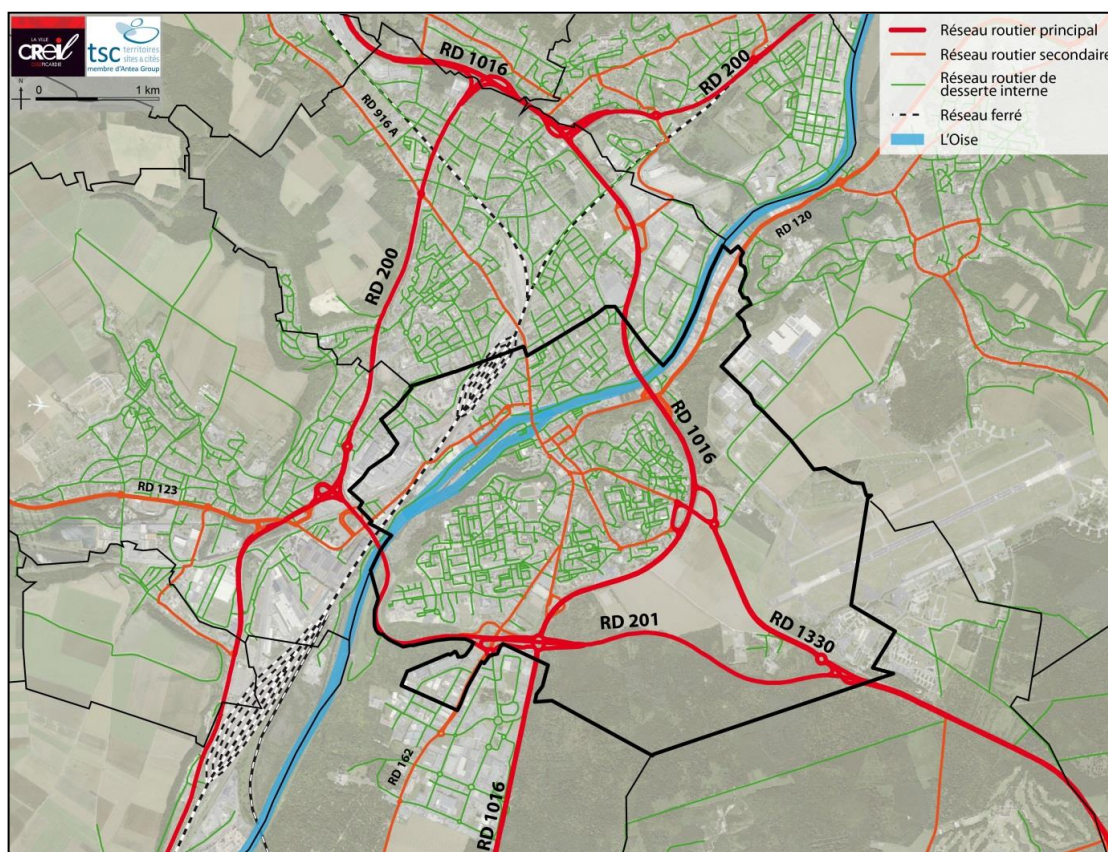 LA VILLE
CReil
tsc territoires
sites & cités
membre d'Antea Group
N
0 1 km
Réseau routier principal
Réseau routier secondaire
Réseau routier de
desserte interne
Réseau ferré
L'Oise
RD 1016
RD 200
RD 916 A
RD 120
RD 200
RD 1016
RD 123
RD 201
RD 1330
RD 162
RD 1016